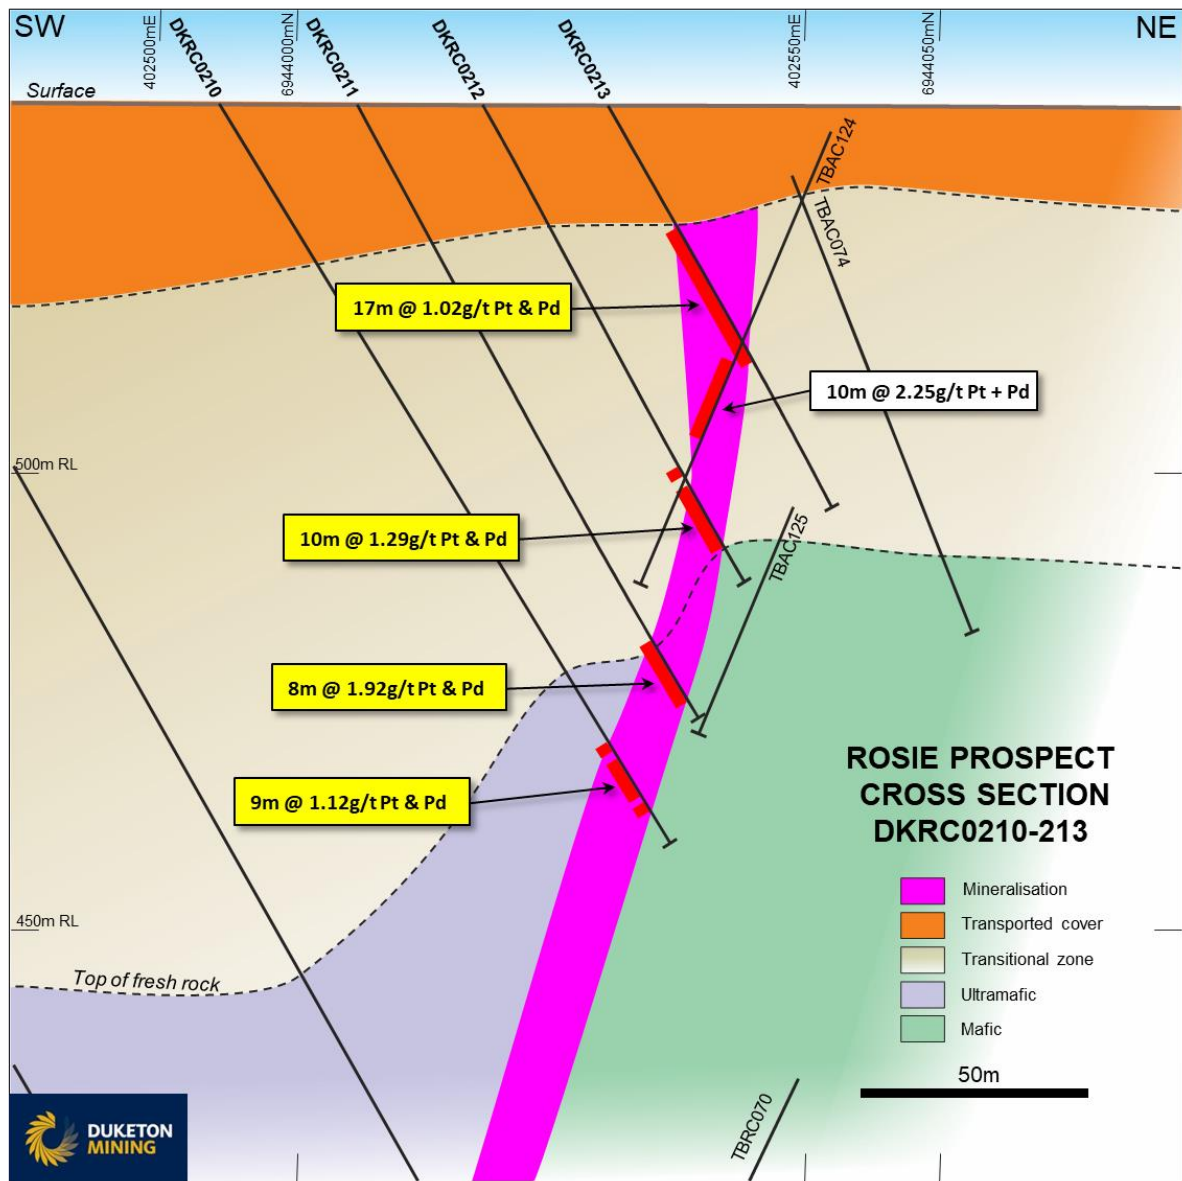 SW
NE
402500mE
6944000mN
402550mE
6944050mN
DKRC0210
DKRC0211
DKRC0212
DKRC0213
Surface
TBAC124
TBAC074
17m @ 1.02g/t Pt & Pd
10m @ 2.25g/t Pt + Pd
500m RL
10m @ 1.29g/t Pt & Pd
TBAC125
8m @ 1.92g/t Pt & Pd
9m @ 1.12g/t Pt & Pd
ROSIE PROSPECT
CROSS SECTION
DKRC0210-213
Mineralisation
Transported cover
Transitional zone
Ultramafic
Mafic
50m
450m RL
Top of fresh rock
TBRC070
DUKETON
MINING